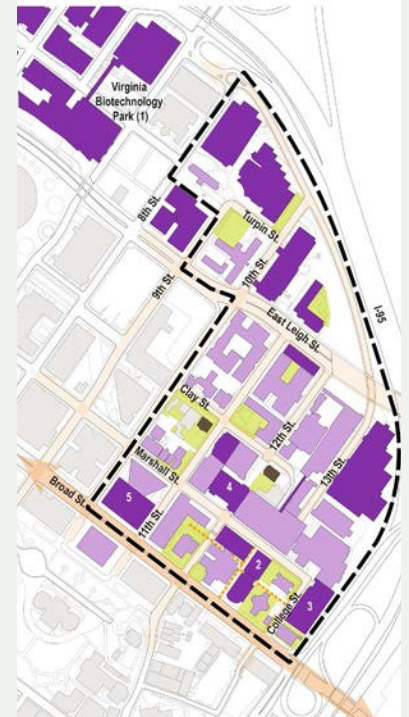 Virginia
Biotechnology
Park (1)
8th St.
Turpin St.
10th St.
9th St.
I-95
East Leigh St.
Clay St.
12th St.
Marshall St.
13th St.
4
5
Broad St.
11th St.
2
College St.
3